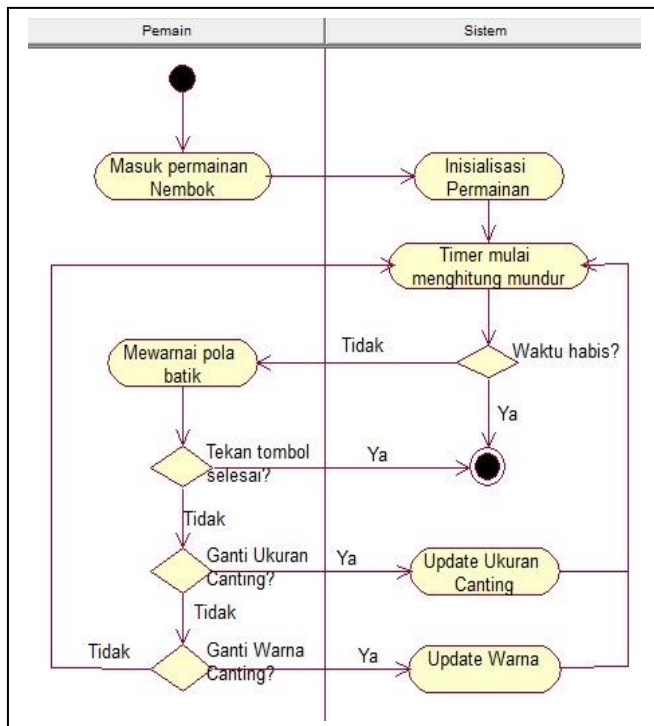 Pemain
Sistem
Masuk permainan
Nembok
Inisialisasi
Permainan
Timer mulai
menghitung mundur
Mewarnai pola
batik
Tidak
Waktu habis?
Ya
Tekan tombol
selesai?
Ya
Tidak
Ganti Ukuran
Canting?
Ya
Update Ukuran
Canting
Tidak
Tidak
Ganti Warna
Canting?
Ya
Update Warna